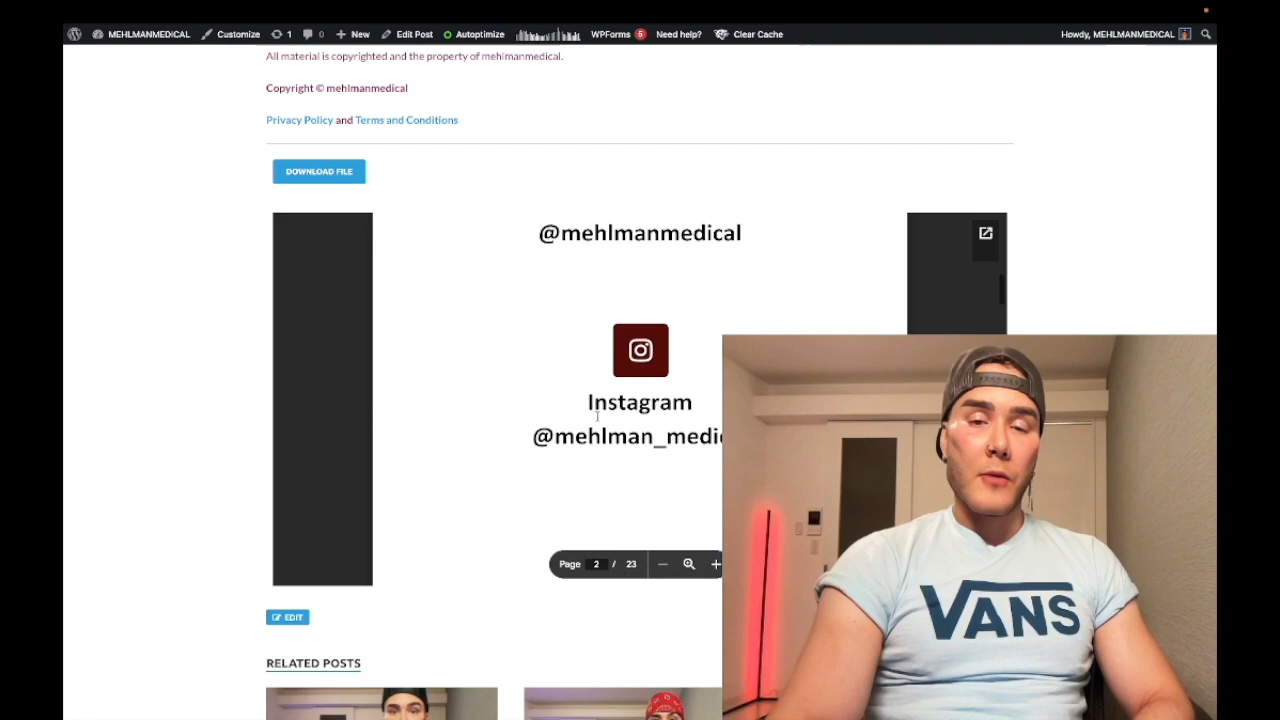 MEHLMANMEDICAL Customize 1 0 New Edit Post Autoptimize WPForms 5 Need help? Clear Cache Howdy, MEHLMANMEDICAL
All material is copyrighted and the property of mehlmanmedical.
Copyright © mehlmanmedical
Privacy Policy and Terms and Conditions
DOWNLOAD FILE
@mehlmanmedical
Instagram
@mehlman_medic
Page 2 / 23
EDIT
RELATED POSTS
VANS